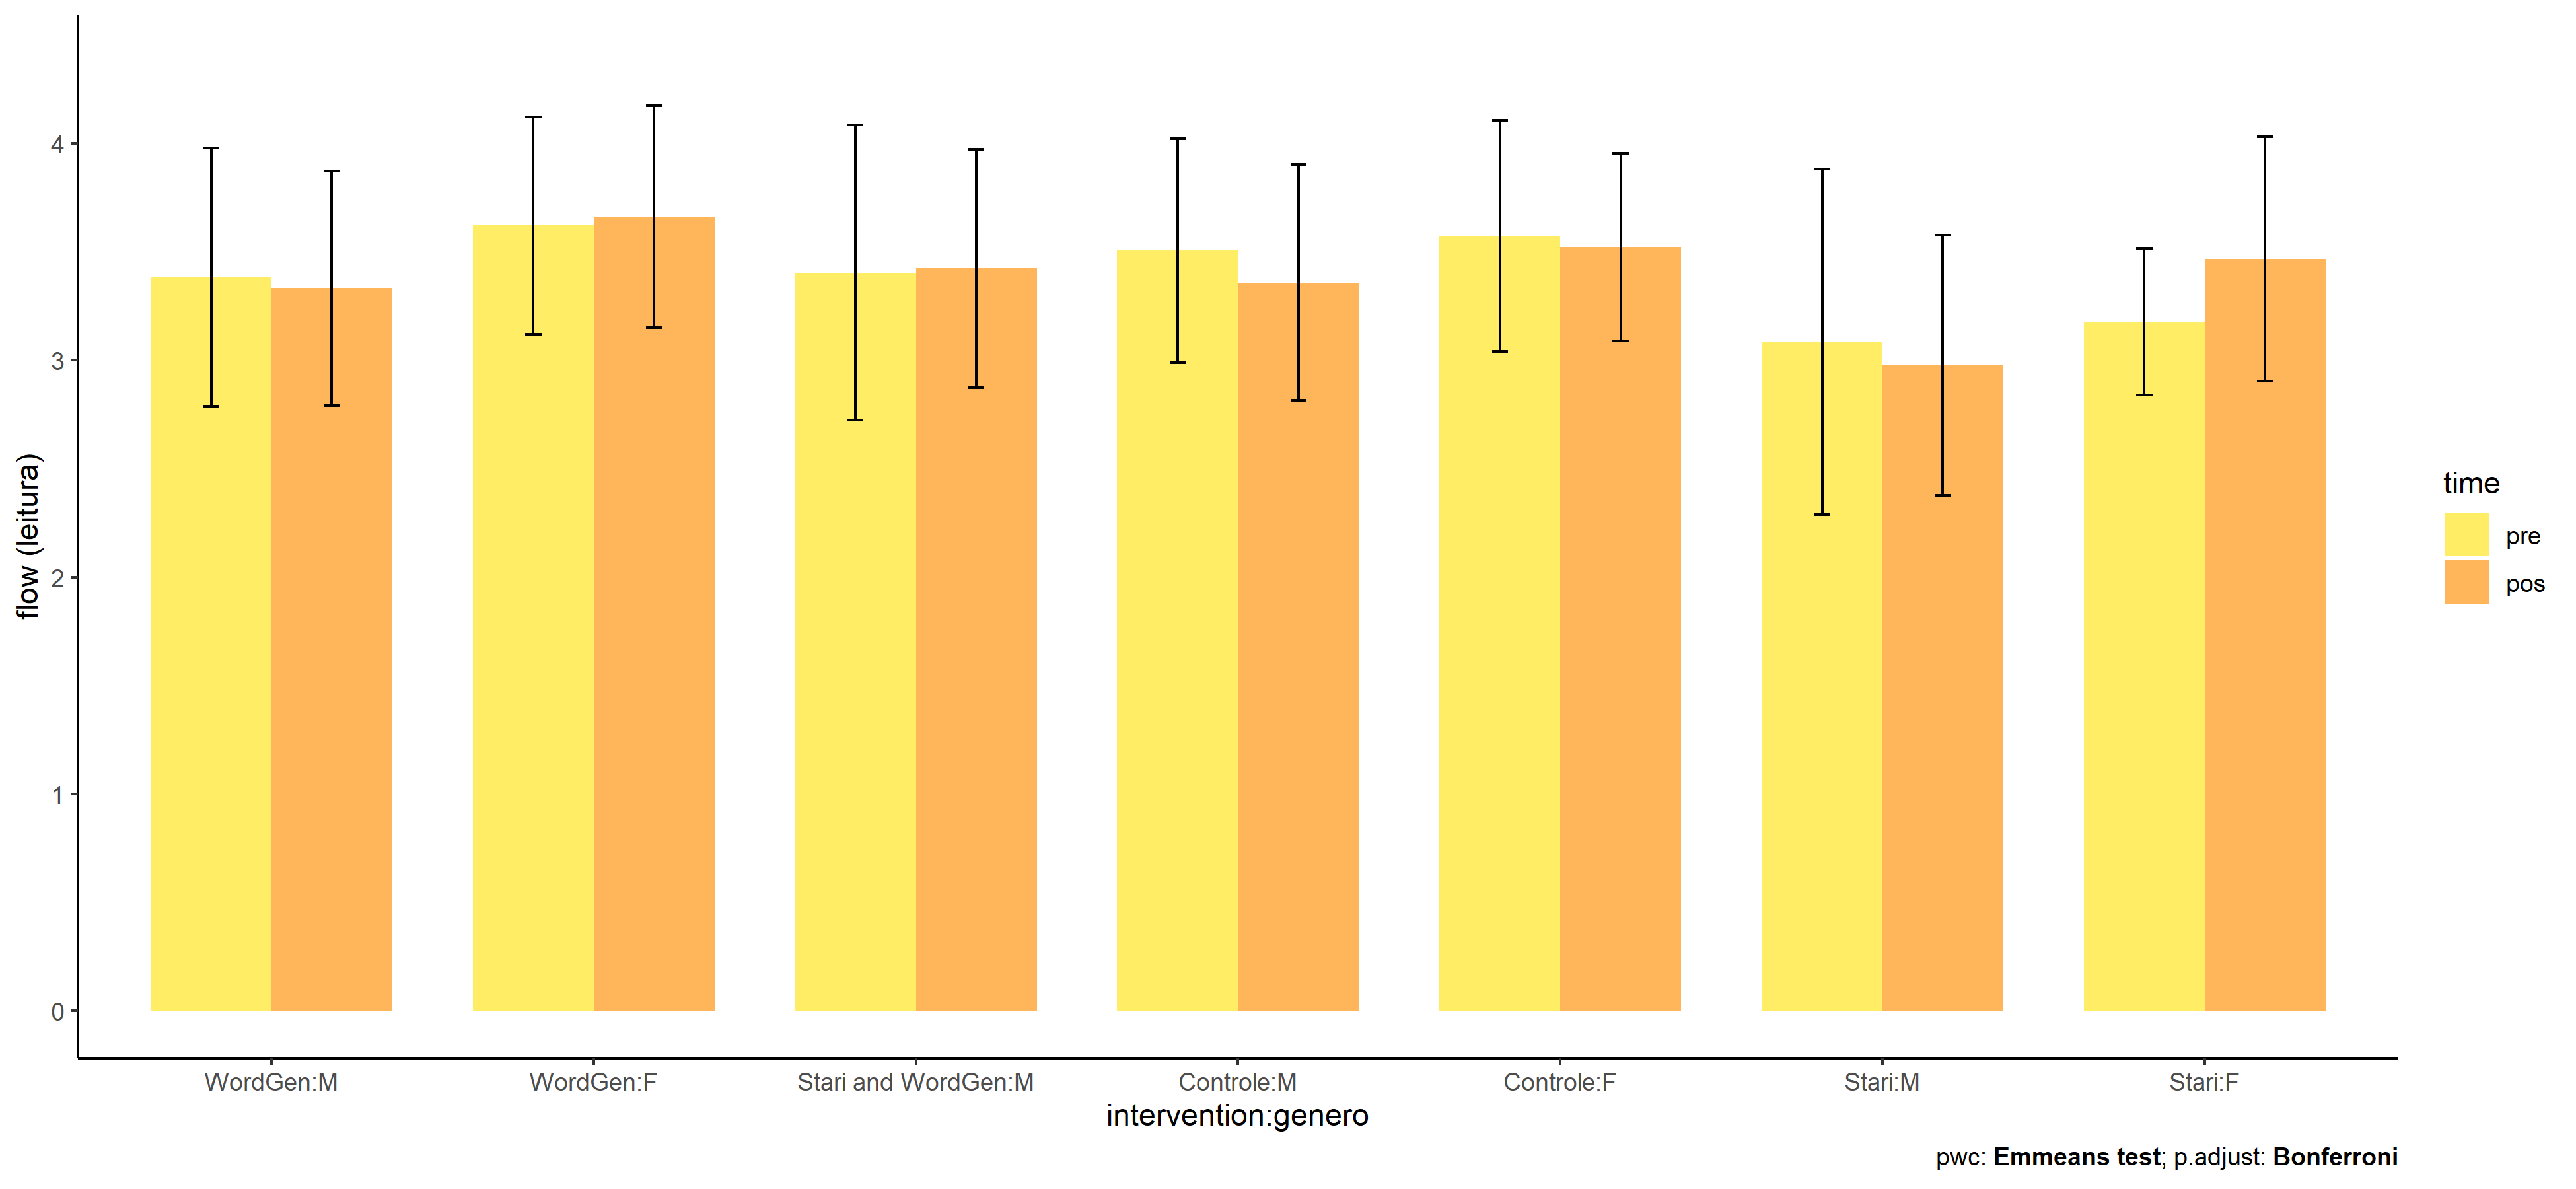 flow (leitura)
4
3
2
1
0
WordGen:M
WordGen:F
Stari and WordGen:M
Controle:M
Controle:F
Stari:M
Stari:F
intervention:genero
time
pre
pos
pwc: Emmeans test; p.adjust: Bonferroni